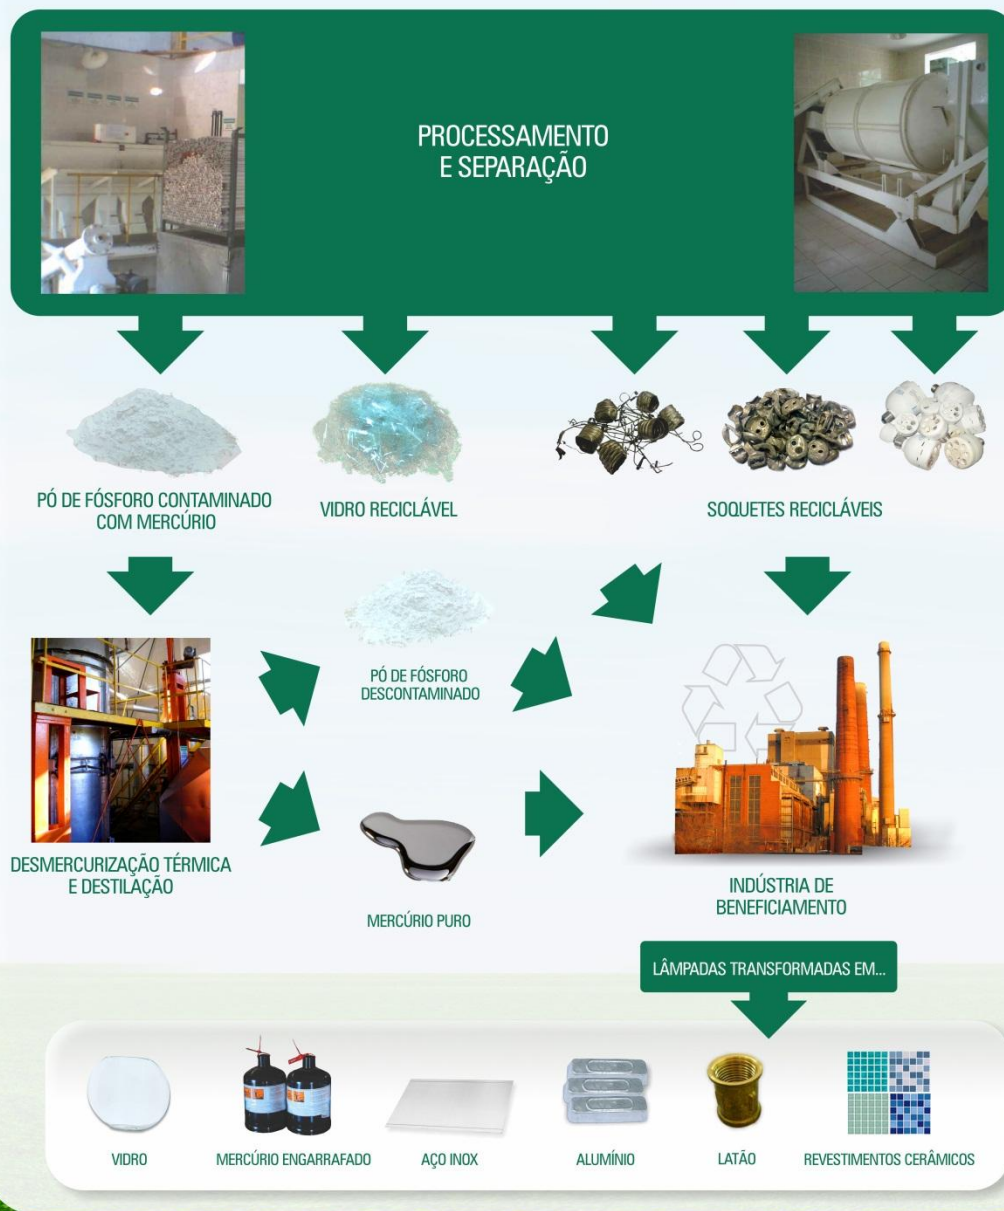 PROCESSAMENTO
E SEPARAÇÃO
PÓ DE FÓSFORO CONTAMINADO
COM MERCÚRIO
VIDRO RECICLÁVEL
SOQUETES RECICLÁVEIS
PÓ DE FÓSFORO
DESCONTAMINADO
DESMERCURIZAÇÃO TÉRMICA
E DESTILAÇÃO
MERCÚRIO PURO
INDÚSTRIA DE
BENEFICIAMENTO
LÂMPADAS TRANSFORMADAS EM...
VIDRO
MERCÚRIO ENGARRAFADO
AÇO INOX
ALUMÍNIO
LATÃO
REVESTIMENTOS CERÂMICOS